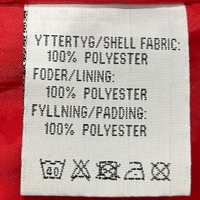 YTTERTYG/SHELL FABRIC:
100% POLYESTER
FODER/LINING:
100% POLYESTER
FYLLNING/PADDING:
100% POLYESTER
40